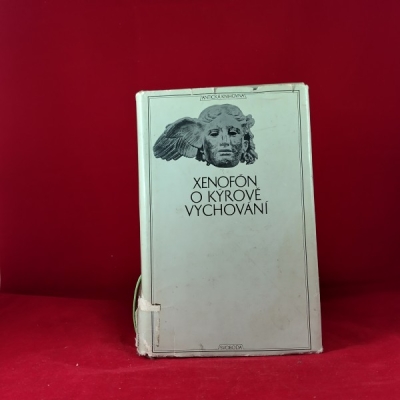 ANTICKÁ KNIHOVNA
XENOFÓN
O KÝROVĚ
VYCHOVÁNÍ
SVOBODA